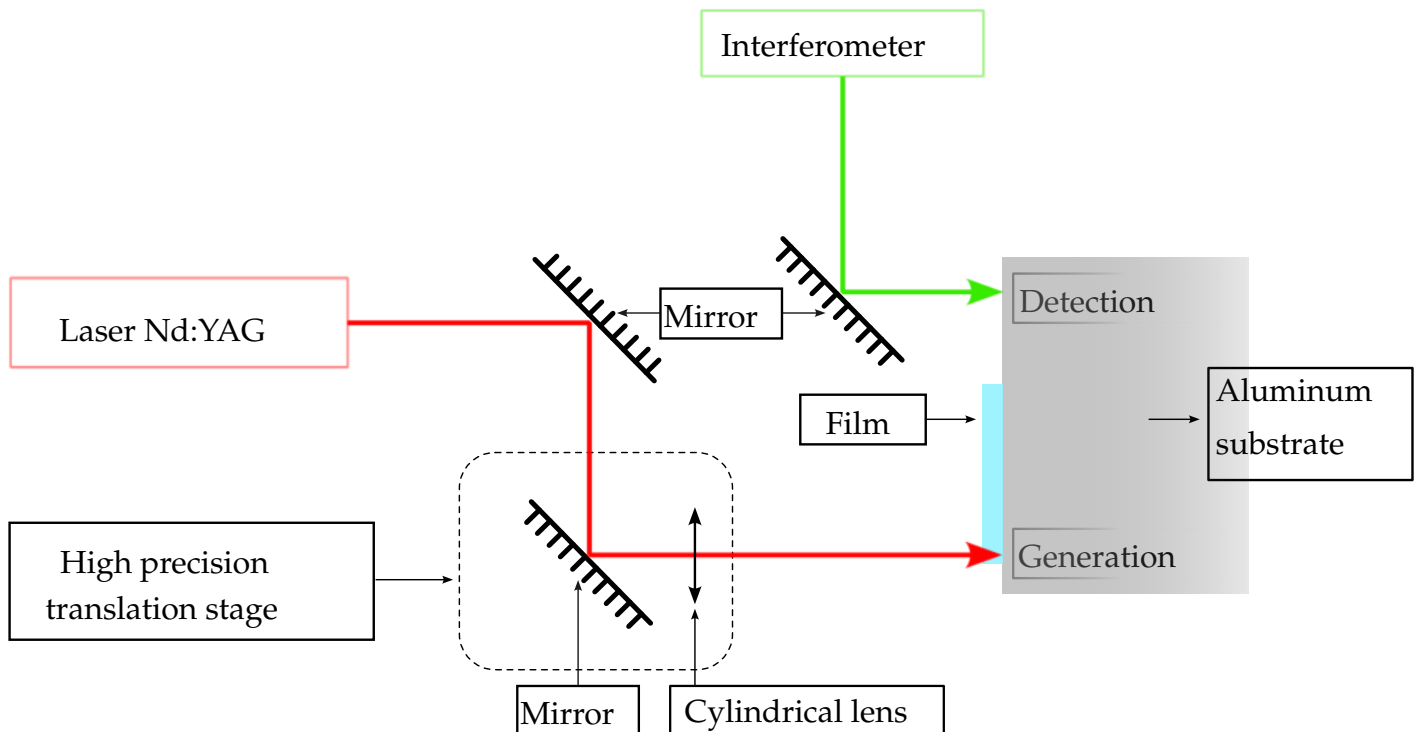 Interferometer
Laser Nd:YAG
Mirror
Detection
Film
Aluminum
substrate
High precision
translation stage
Generation
Mirror
Cylindrical lens